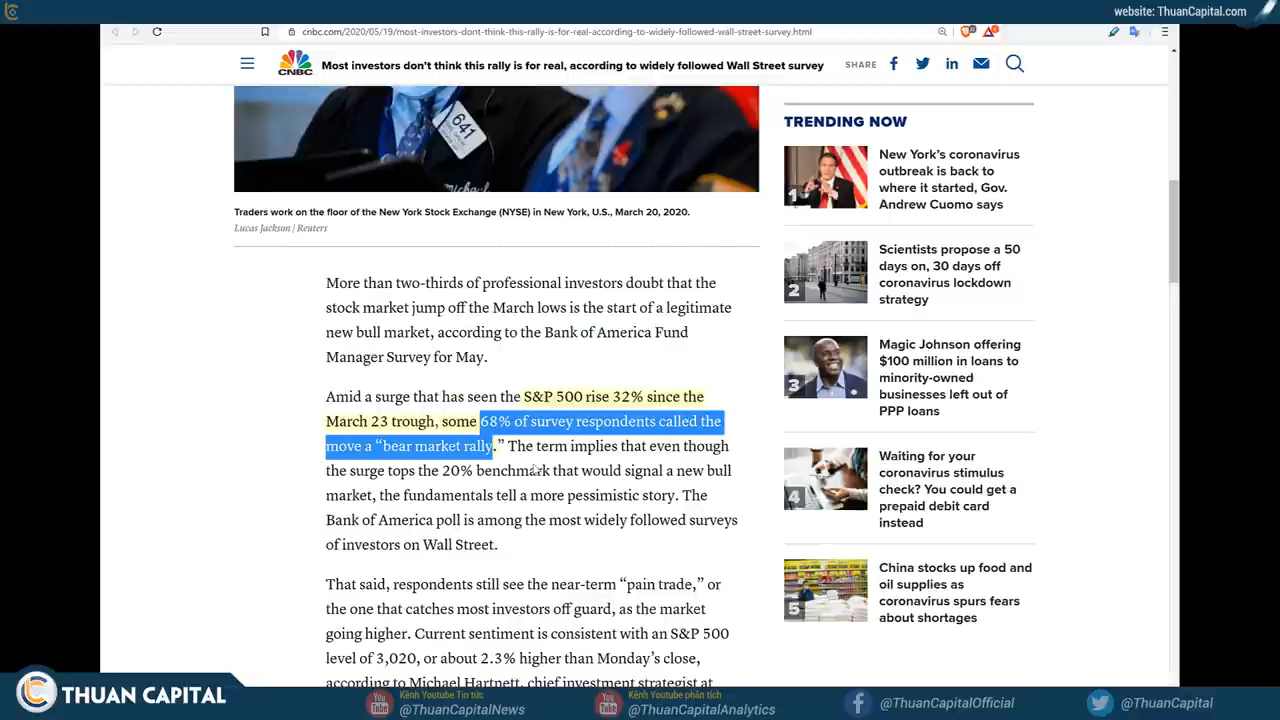 website: ThuanCapital.com
cnbc.com/2020/05/19/most-investors-dont-think-this-rally-is-for-real-according-to-widely-followed-wall-street-survey.html
CNBC
Most investors don't think this rally is for real, according to widely followed Wall Street survey
SHARE
641
Michael
Traders work on the floor of the New York Stock Exchange (NYSE) in New York, U.S., March 20, 2020.
Lucas Jackson | Reuters
More than two-thirds of professional investors doubt that the
stock market jump off the March lows is the start of a legitimate
new bull market, according to the Bank of America Fund
Manager Survey for May.
Amid a surge that has seen the S&P 500 rise 32% since the
March 23 trough, some 68% of survey respondents called the
move a “bear market rally.” The term implies that even though
the surge tops the 20% benchmark that would signal a new bull
market, the fundamentals tell a more pessimistic story. The
Bank of America poll is among the most widely followed surveys
of investors on Wall Street.
That said, respondents still see the near-term “pain trade,” or
the one that catches most investors off guard, as the market
going higher. Current sentiment is consistent with an S&P 500
level of 3,020, or about 2.3% higher than Monday’s close,
according to Michael Hartnett, chief investment strategist at
TRENDING NOW
1
New York’s coronavirus
outbreak is back to
where it started, Gov.
Andrew Cuomo says
2
Scientists propose a 50
days on, 30 days off
coronavirus lockdown
strategy
3
Magic Johnson offering
$100 million in loans to
minority-owned
businesses left out of
PPP loans
4
Waiting for your
coronavirus stimulus
check? You could get a
prepaid debit card
instead
5
China stocks up food and
oil supplies as
coronavirus spurs fears
about shortages
THUAN CAPITAL
You
Tube
Kênh Youtube Tin tức
@ThuanCapitalNews
You
Tube
Kênh Youtube phân tích
@ThuanCapitalAnalytics
@ThuanCapitalOfficial
@ThuanCapital